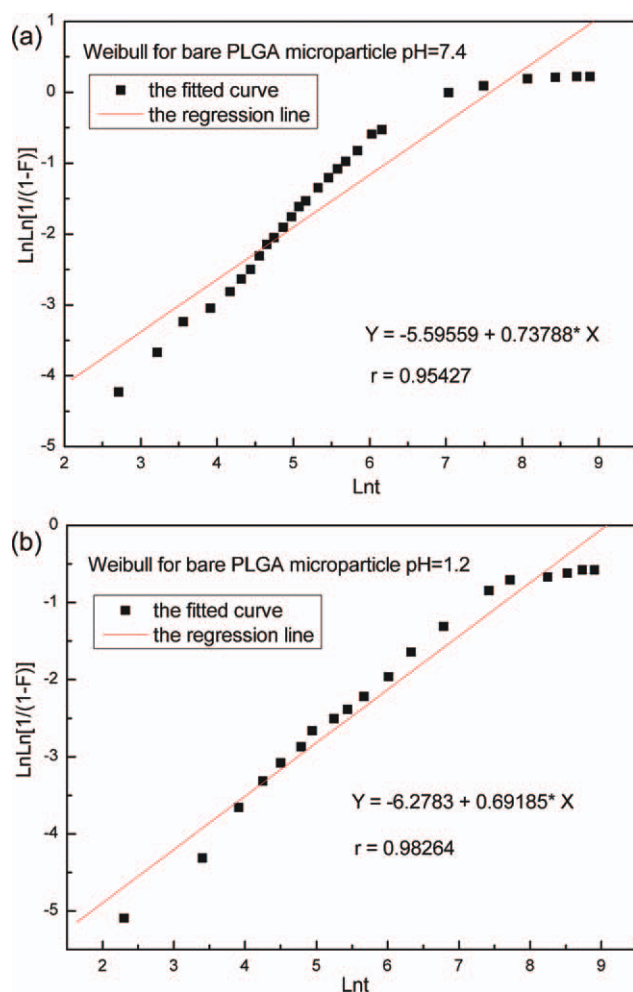 (a)
Weibull for bare PLGA microparticle pH=7.4
the fitted curve
the regression line
LnLn[1/(1-F)]
1
0
-1
-2
-3
-4
-5
Y = -5.59559 + 0.73788* X
r = 0.95427
2 3 4 5 6 7 8 9
Lnt
(b)
Weibull for bare PLGA microparticle pH=1.2
the fitted curve
the regression line
LnLn[1/(1-F)]
0
-1
-2
-3
-4
-5
Y = -6.2783 + 0.69185* X
r = 0.98264
2 3 4 5 6 7 8 9
Lnt